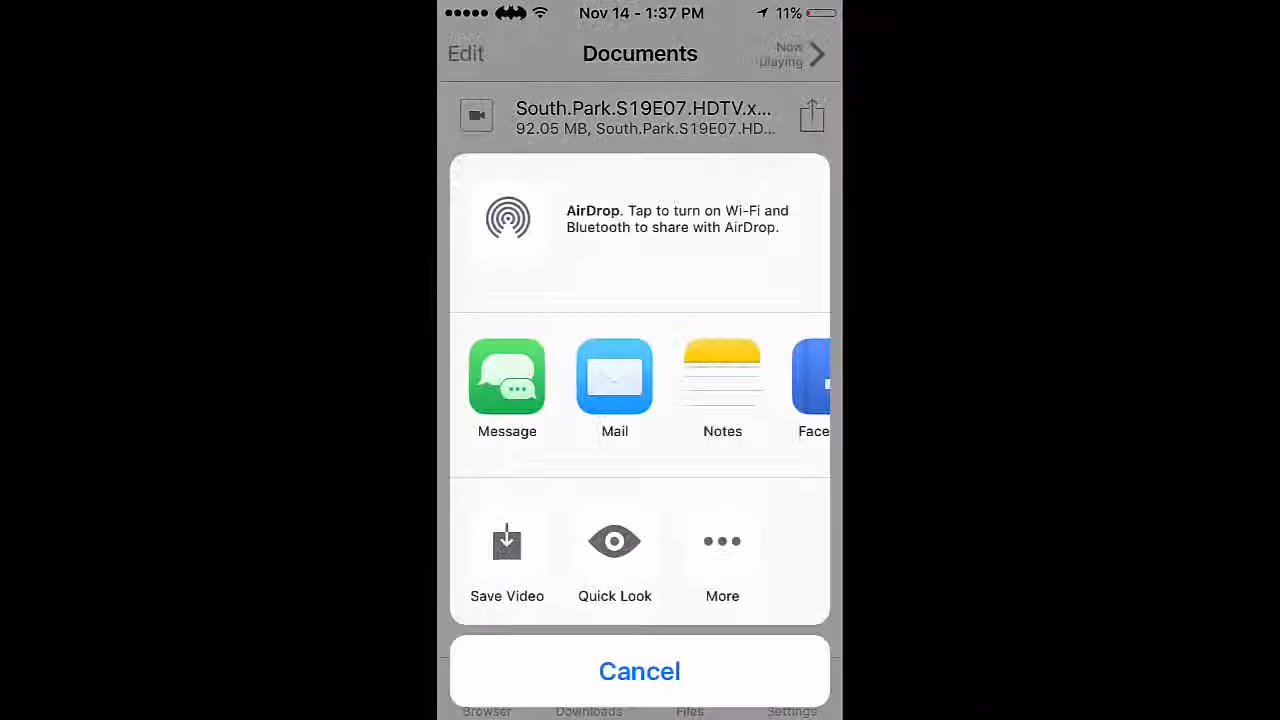 Nov 14 - 1:37 PM
11%
Edit
Documents
Now
playing
South.Park.S19E07.HDTV.x...
92.05 MB, South.Park.S19E07.HD...
AirDrop. Tap to turn on Wi-Fi and
Bluetooth to share with AirDrop.
Message
Mail
Notes
Face
Save Video
Quick Look
More
Cancel
Browser
Downloads
Files
Settings